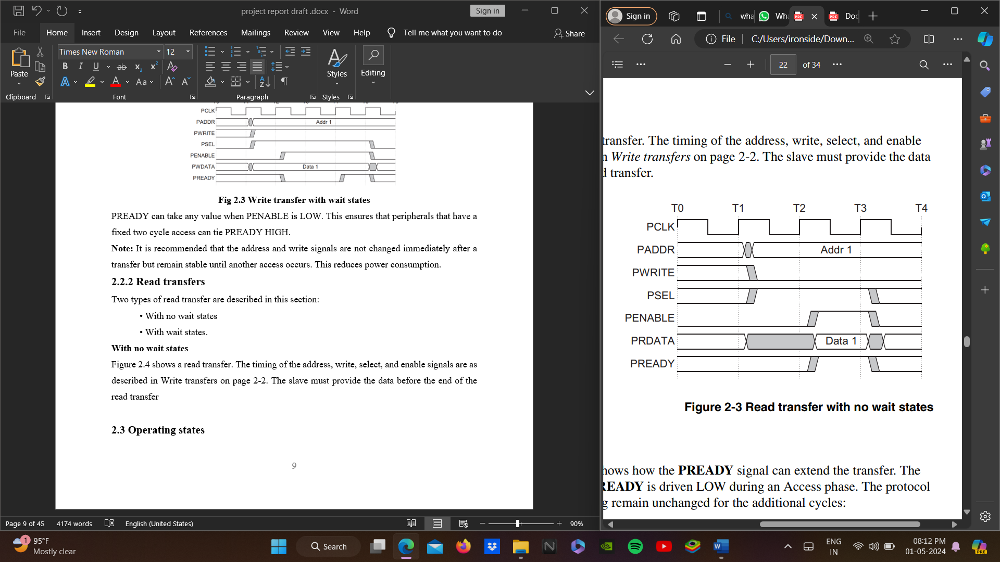 project report draft .docx - Word
Sign in
File
Home
Insert
Design
Layout
References
Mailings
Review
View
Help
Tell me what you want to do
Share
Paste
Clipboard
Times New Roman
12
B I U ab x₂ x²
Aa
Font
Paragraph
Styles
Styles
Editing
PCLK
PADDR Addr 1
PWRITE
PSEL
PENABLE
PWDATA Data 1
PREADY
Fig 2.3 Write transfer with wait states
PREADY can take any value when PENABLE is LOW. This ensures that peripherals that have a
fixed two cycle access can tie PREADY HIGH.
Note: It is recommended that the address and write signals are not changed immediately after a
transfer but remain stable until another access occurs. This reduces power consumption.
2.2.2 Read transfers
Two types of read transfer are described in this section:
• With no wait states
• With wait states.
With no wait states
Figure 2.4 shows a read transfer. The timing of the address, write, select, and enable signals are as
described in Write transfers on page 2-2. The slave must provide the data before the end of the
read transfer
2.3 Operating states
9
Page 9 of 45
4174 words
English (United States)
90%
Sign in
wha
Wha
Doc
File
C:/Users/ironside/Down...
22 of 34
transfer. The timing of the address, write, select, and enable
n Write transfers on page 2-2. The slave must provide the data
d transfer.
T0 T1 T2 T3 T4
PCLK
PADDR Addr 1
PWRITE
PSEL
PENABLE
PRDATA Data 1
PREADY
Figure 2-3 Read transfer with no wait states
hows how the PREADY signal can extend the transfer. The
READY is driven LOW during an Access phase. The protocol
g remain unchanged for the additional cycles:
1
95°F
Mostly clear
Search
ENG
IN
08:12 PM
01-05-2024
PRE